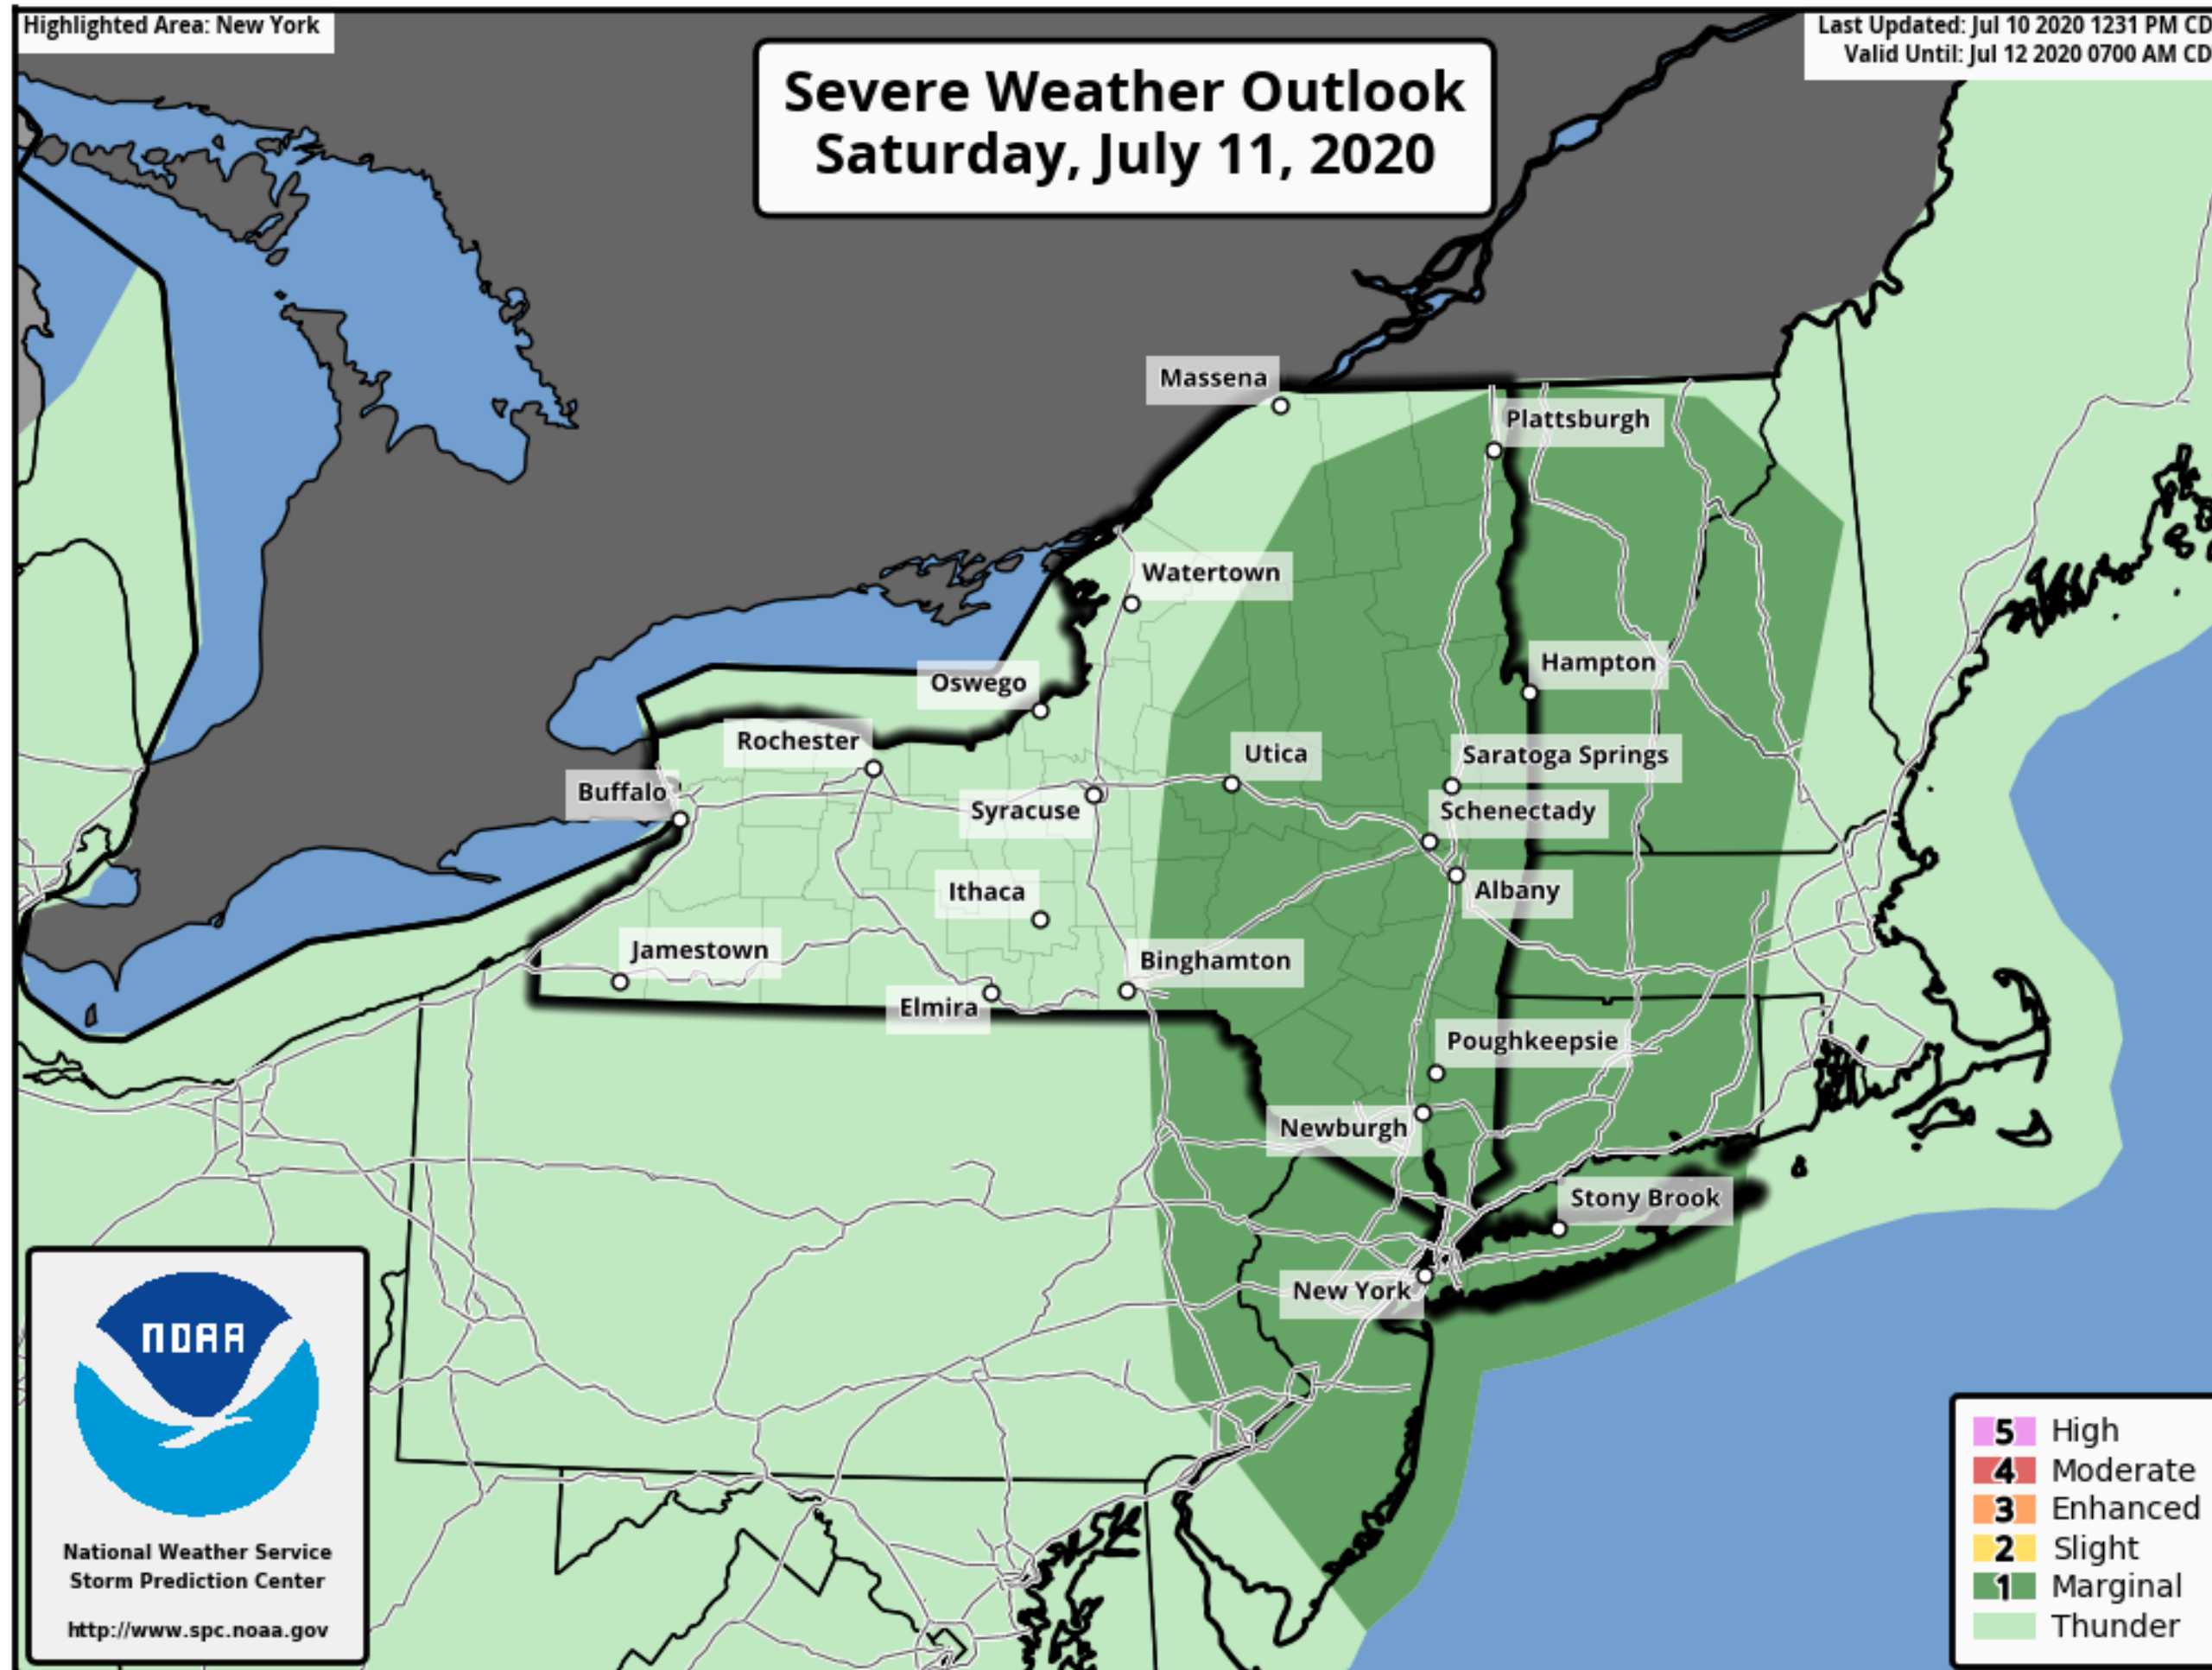 Highlighted Area: New York
Last Updated: Jul 10 2020 1231 PM CD
Valid Until: Jul 12 2020 0700 AM CD
Severe Weather Outlook
Saturday, July 11, 2020
Massena
Plattsburgh
Watertown
Hampton
Oswego
Rochester
Utica
Saratoga Springs
Buffalo
Syracuse
Schenectady
Ithaca
Albany
Jamestown
Binghamton
Elmira
Poughkeepsie
Newburgh
Stony Brook
New York
NOAA
National Weather Service
Storm Prediction Center
http://www.spc.noaa.gov
5 High
4 Moderate
3 Enhanced
2 Slight
1 Marginal
Thunder